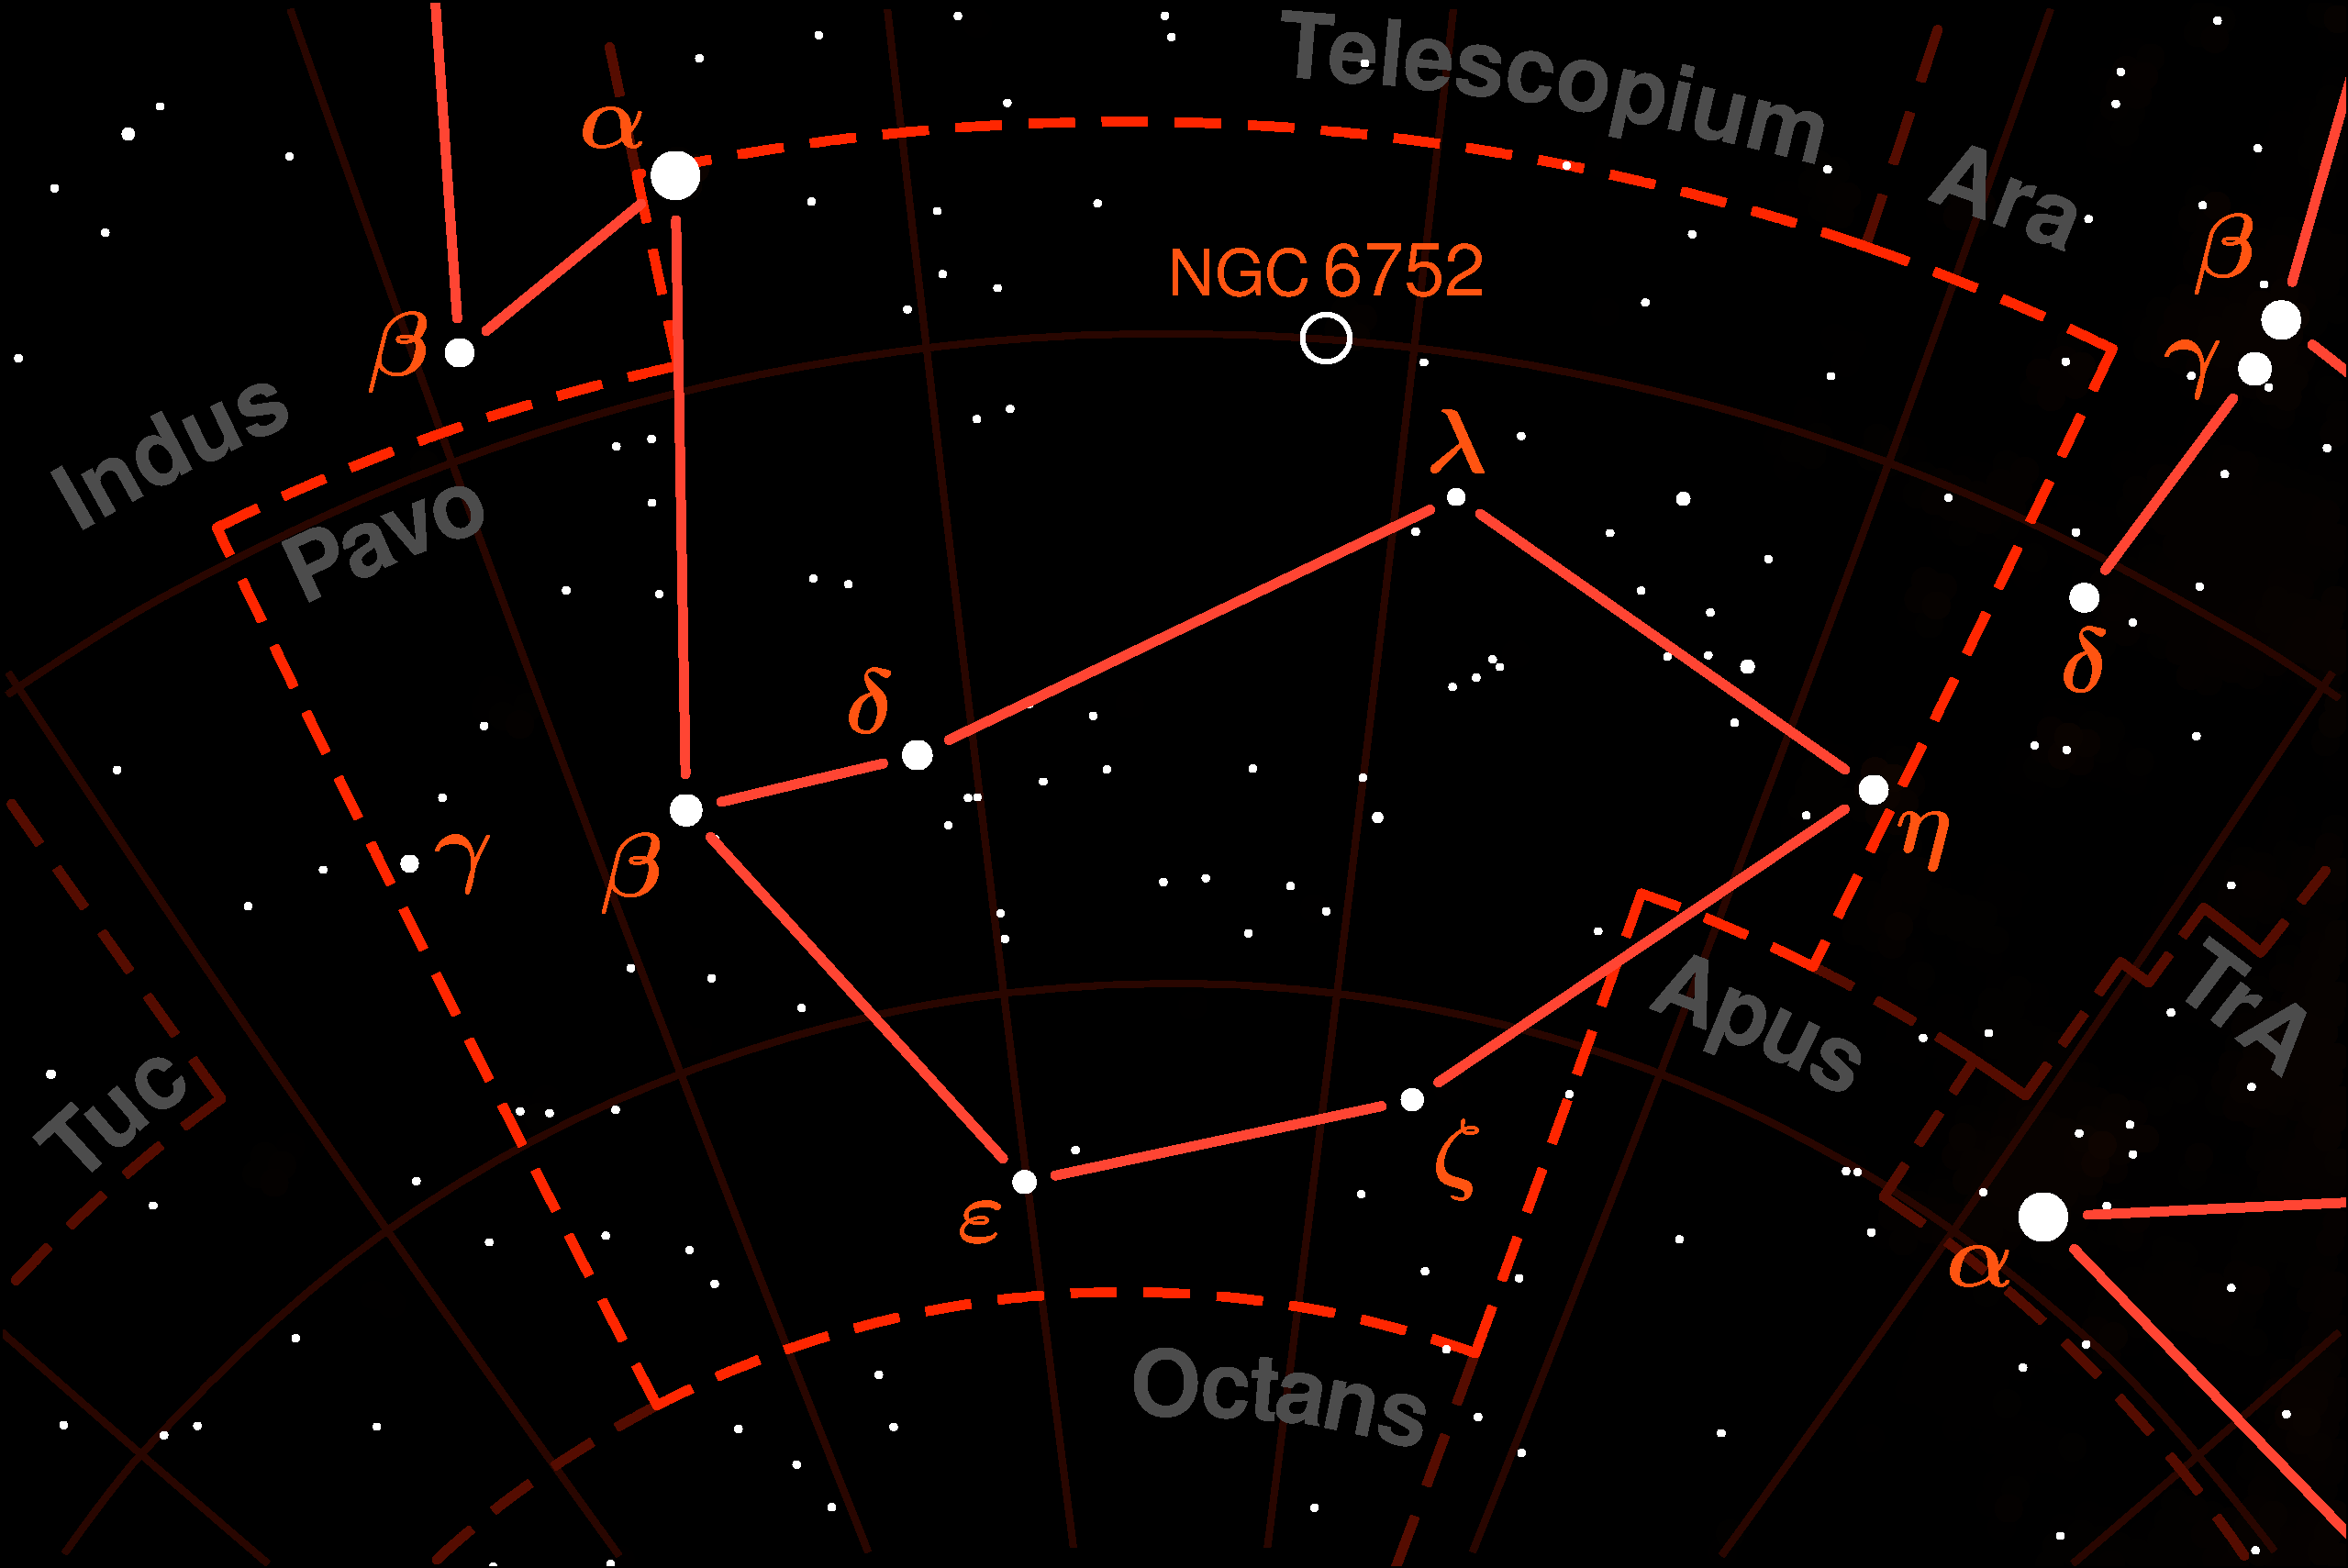 Telescopium
α
Ara
β
NGC 6752
β
γ
Indus
λ
Pavo
δ
δ
γ
β
η
Apus
TrA
Tuc
ζ
ε
α
Octans